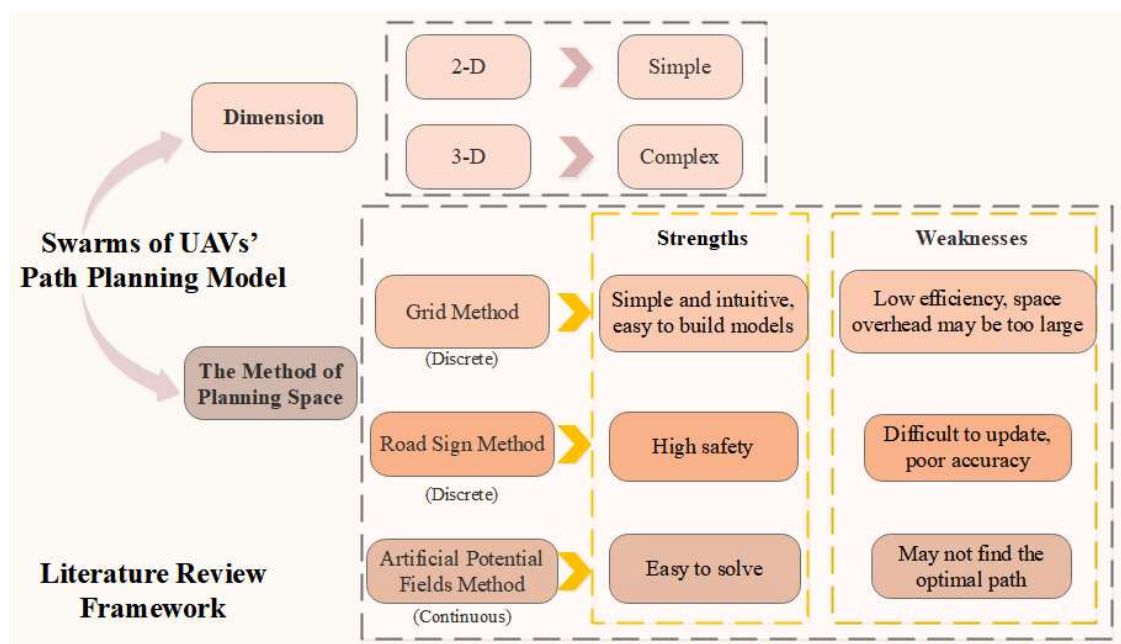 2-D
Simple
Dimension
3-D
Complex
Swarms of UAVs’
Path Planning Model
Strengths
Weaknesses
Grid Method
(Discrete)
Simple and intuitive,
easy to build models
Low efficiency, space
overhead may be too large
The Method of
Planning Space
Road Sign Method
(Discrete)
High safety
Difficult to update,
poor accuracy
Artificial Potential
Fields Method
(Continuous)
Easy to solve
May not find the
optimal path
Literature Review
Framework